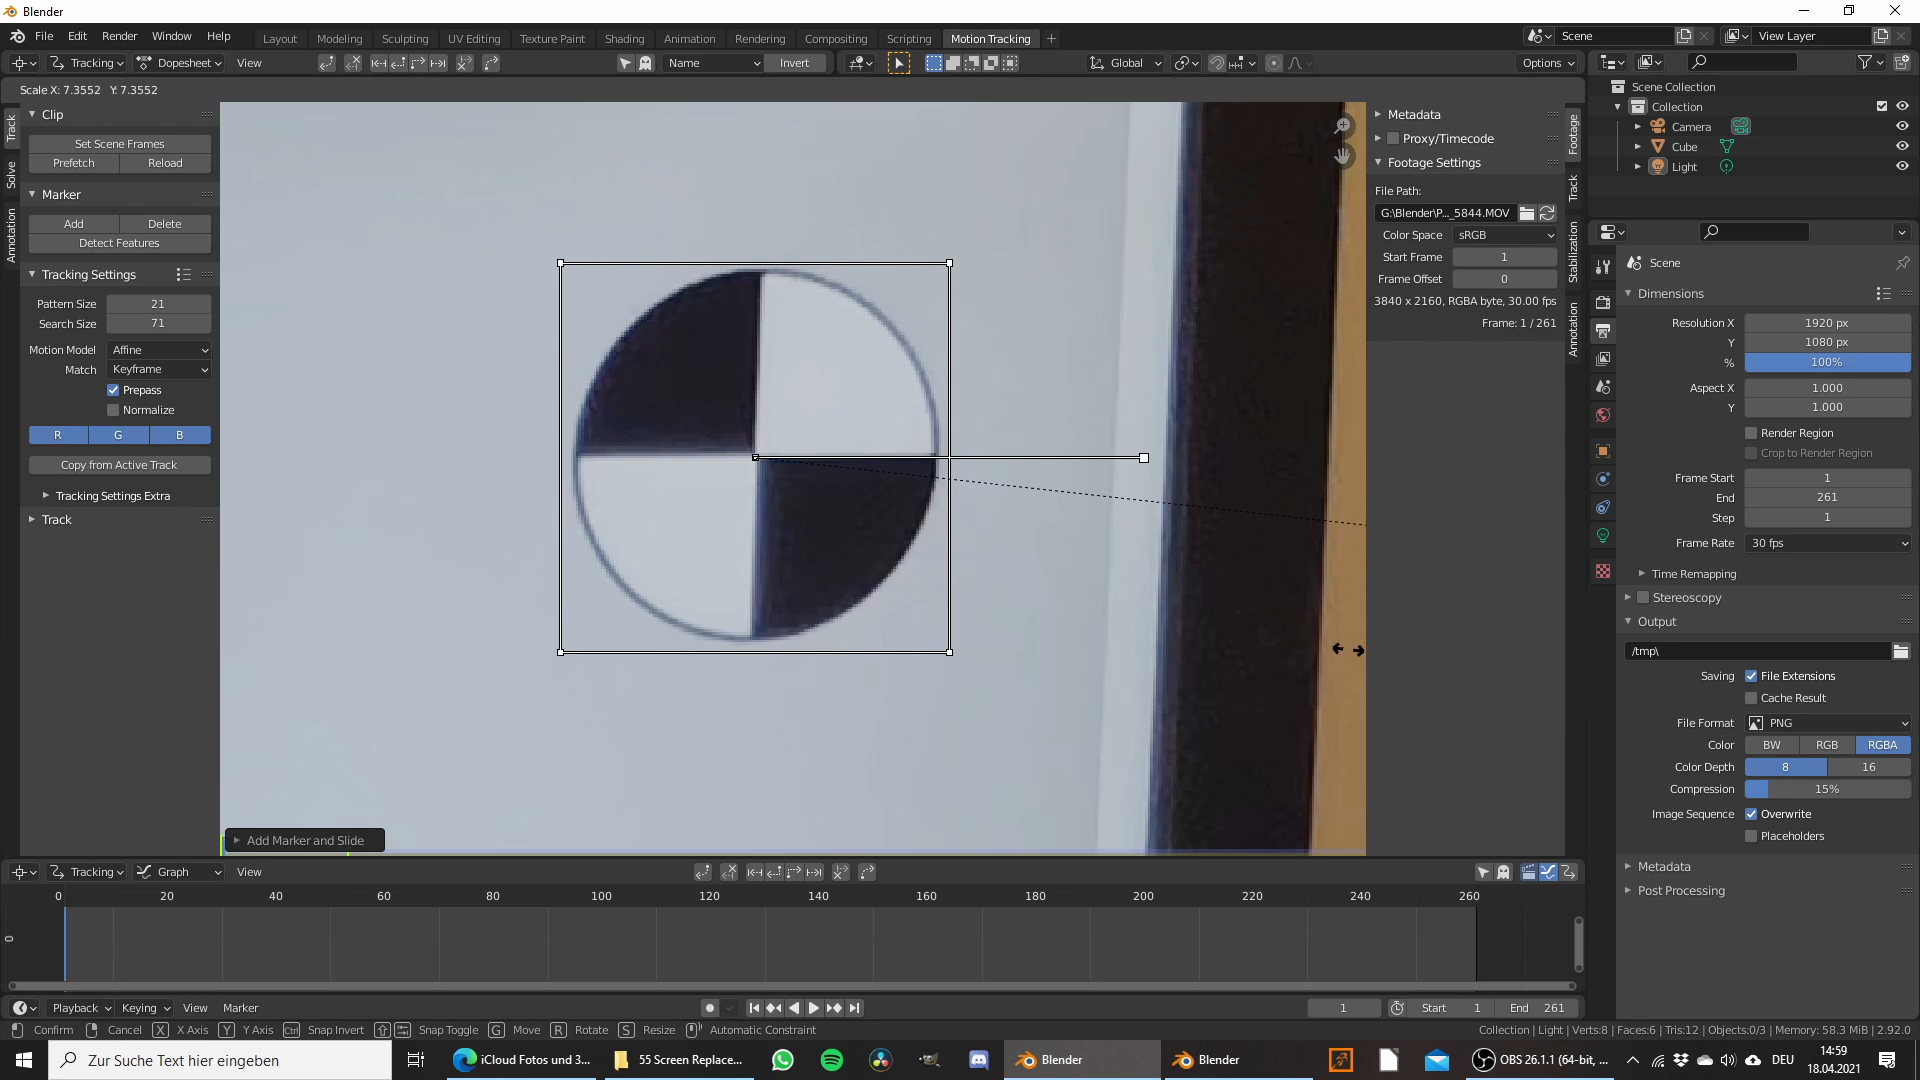 Blender
File Edit Render Window Help
Layout Modeling Sculpting UV Editing Texture Paint Shading Animation Rendering Compositing Scripting Motion Tracking +
Scene
View Layer
Tracking Dopesheet View
Name Invert
Global
Options
Scale X: 7.3552 Y: 7.3552
Track
Solve
Annotation
Clip
Set Scene Frames
Prefetch Reload
Marker
Add Delete
Detect Features
Tracking Settings
Pattern Size 21
Search Size 71
Motion Model Affine
Match Keyframe
Prepass
Normalize
R G B
Copy from Active Track
Tracking Settings Extra
Track
Add Marker and Slide
Metadata
Proxy/Timecode
Footage Settings
File Path:
G:\Blender\P..._5844.MOV
Color Space sRGB
Start Frame 1
Frame Offset 0
3840 x 2160, RGBA byte, 30.00 fps
Frame: 1 / 261
Footage
Track
Stabilization
Annotation
Scene Collection
Collection
Camera
Cube
Light
Scene
Dimensions
Resolution X 1920 px
Y 1080 px
% 100%
Aspect X 1.000
Y 1.000
Render Region
Crop to Render Region
Frame Start 1
End 261
Step 1
Frame Rate 30 fps
Time Remapping
Stereoscopy
Output
/tmp\
Saving File Extensions
Cache Result
File Format PNG
Color BW RGB RGBA
Color Depth 8 16
Compression 15%
Image Sequence Overwrite
Placeholders
Metadata
Post Processing
Tracking Graph View
0 20 40 60 80 100 120 140 160 180 200 220 240 260
0
Playback Keying View Marker
1 Start 1 End 261
Confirm Cancel X X Axis Y Y Axis Ctrl Snap Invert Snap Toggle G Move R Rotate S Resize Automatic Constraint
Collection | Light | Verts:8 | Faces:6 | Tris:12 | Objects:0/3 | Memory: 58.3 MiB | 2.92.0
Zur Suche Text hier eingeben
iCloud Fotos und 3...
55 Screen Replace...
Blender
Blender
OBS 26.1.1 (64-bit, ...
DEU
14:59
18.04.2021